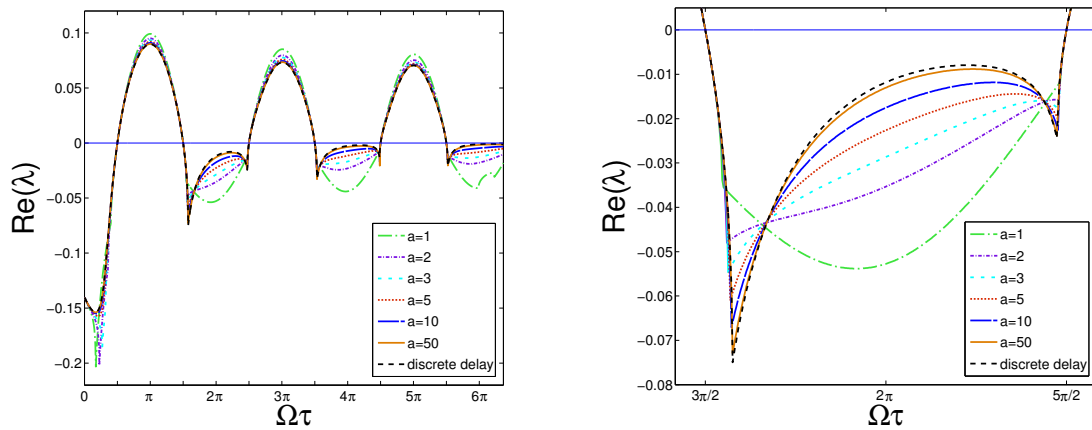 0.1
0.05
0
−0.05
−0.1
−0.15
−0.2
Re(λ)
0
π
2π
3π
4π
5π
6π
Ωτ
a=1
a=2
a=3
a=5
a=10
a=50
discrete delay
0
−0.01
−0.02
−0.03
−0.04
−0.05
−0.06
−0.07
−0.08
Re(λ)
3π/2
2π
5π/2
Ωτ
a=1
a=2
a=3
a=5
a=10
a=50
discrete delay